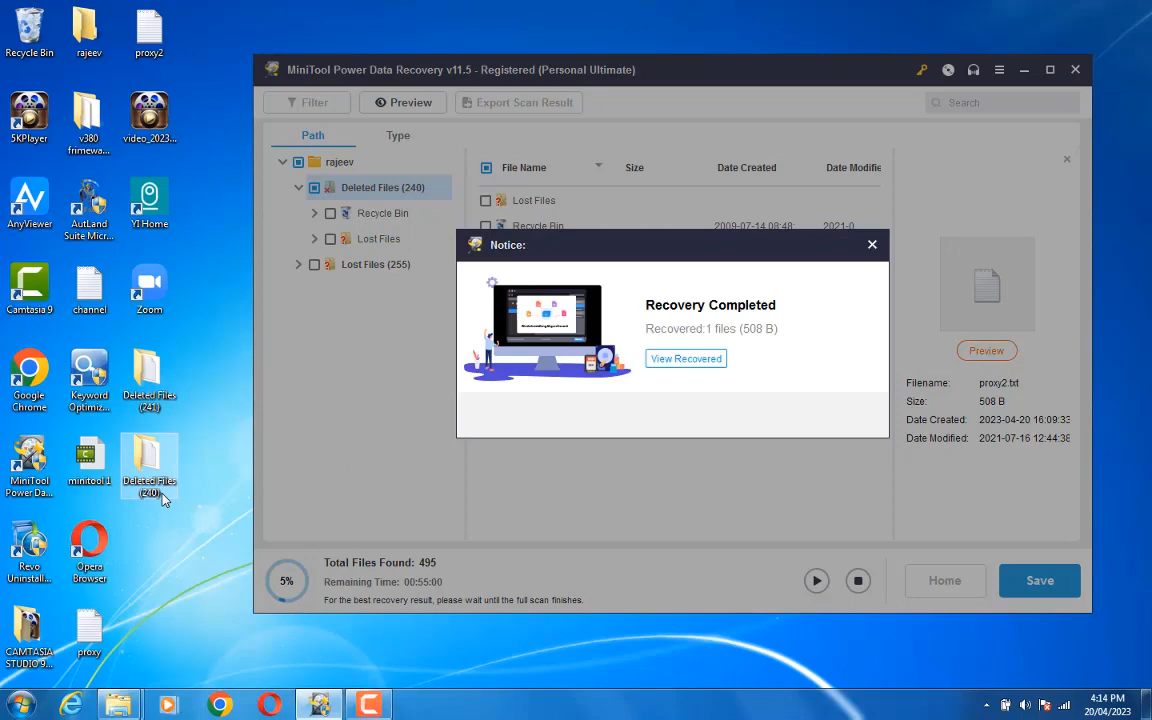 Recycle Bin
rajeev
proxy2
5KPlayer
v380
frimewa...
video_2023...
AnyViewer
AutLand
Suite Micr...
YI Home
Camtasia 9
channel
Zoom
Google
Chrome
Keyword
Optimiz...
Deleted Files
(241)
MiniTool
Power Da...
minitool 1
Deleted Files
(240)
Revo
Uninstall...
Opera
Browser
CAMTASIA
STUDIO 9...
proxy
MiniTool Power Data Recovery v11.5 - Registered (Personal Ultimate)
Filter
Preview
Export Scan Result
Search
Path
Type
rajeev
Deleted Files (240)
Recycle Bin
Lost Files
Lost Files (255)
File Name
Size
Date Created
Date Modifie
Lost Files
Recycle Bin
2009-07-14 08:48:
2021-0
Notice:
Recovery Completed
Recovered:1 files (508 B)
View Recovered
Preview
Filename: proxy2.txt
Size: 508 B
Date Created: 2023-04-20 16:09:33
Date Modified: 2021-07-16 12:44:38
5%
Total Files Found: 495
Remaining Time: 00:55:00
For the best recovery result, please wait until the full scan finishes.
Home
Save
4:14 PM
20/04/2023